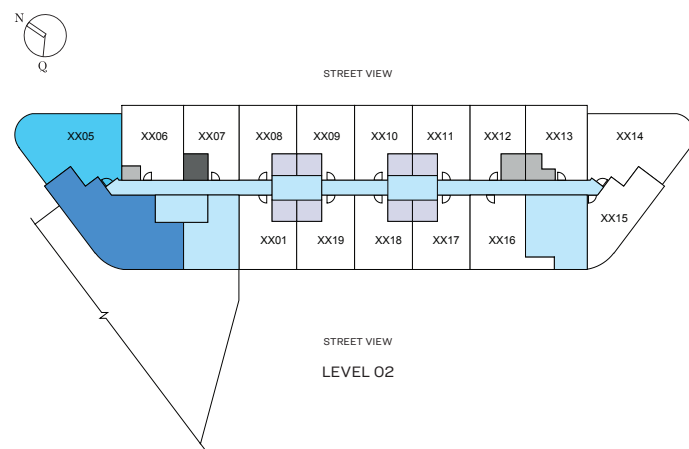 N
Q
STREET VIEW
XX05
XX06
XX07
XX08
XX09
XX10
XX11
XX12
XX13
XX14
XX01
XX19
XX18
XX17
XX16
XX15
STREET VIEW
LEVEL 02